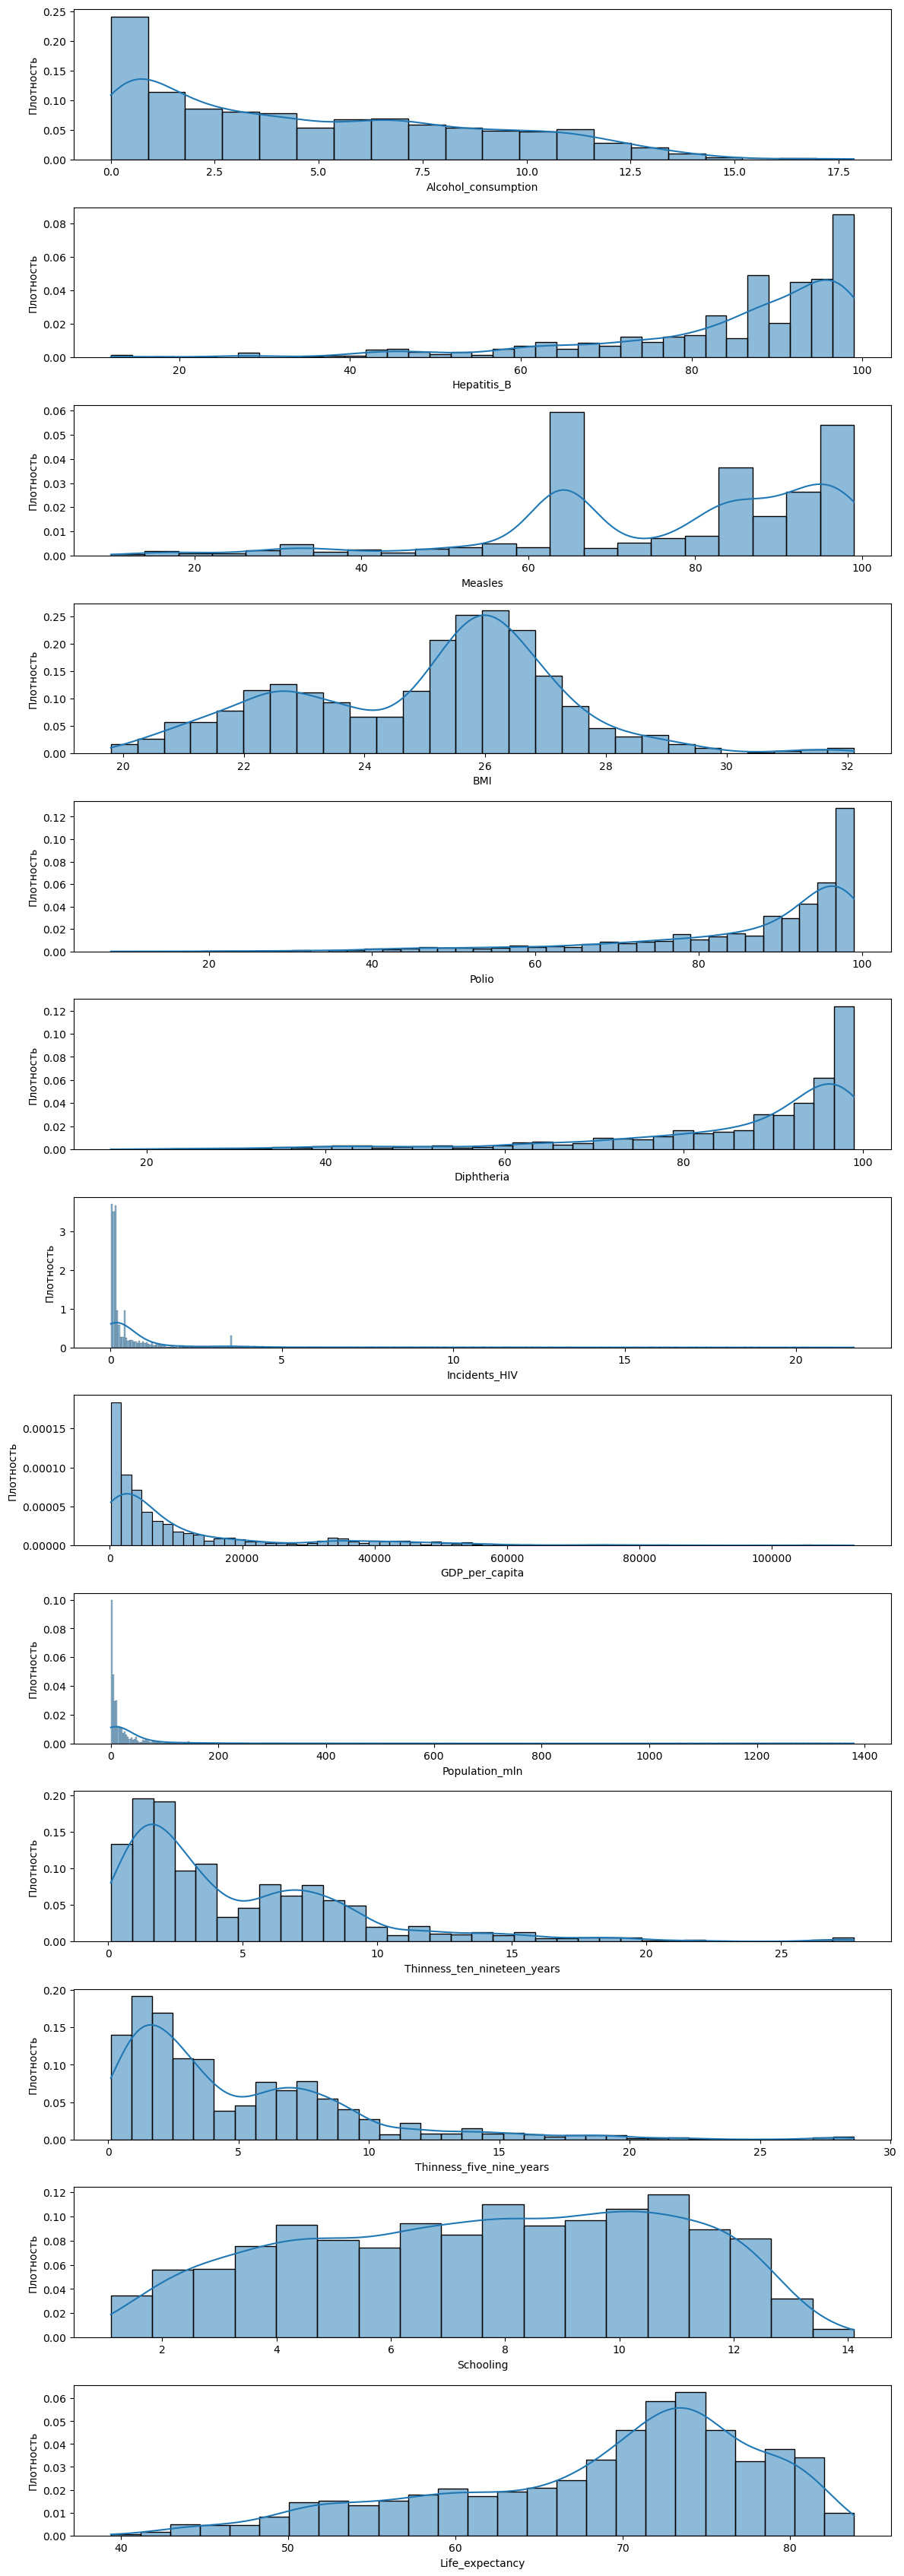 0.25
0.20
0.15
0.10
0.05
0.00
Плотность
0.0 2.5 5.0 7.5 10.0 12.5 15.0 17.5
Alcohol_consumption
0.08
0.06
0.04
0.02
0.00
Плотность
20 40 60 80 100
Hepatitis_B
0.06
0.05
0.04
0.03
0.02
0.01
0.00
Плотность
20 40 60 80 100
Measles
0.25
0.20
0.15
0.10
0.05
0.00
Плотность
20 22 24 26 28 30 32
BMI
0.12
0.10
0.08
0.06
0.04
0.02
0.00
Плотность
20 40 60 80 100
Polio
0.12
0.10
0.08
0.06
0.04
0.02
0.00
Плотность
20 40 60 80 100
Diphtheria
3
2
1
0
Плотность
0 5 10 15 20
Incidents_HIV
0.00015
0.00010
0.00005
0.00000
Плотность
0 20000 40000 60000 80000 100000
GDP_per_capita
0.10
0.08
0.06
0.04
0.02
0.00
Плотность
0 200 400 600 800 1000 1200 1400
Population_mln
0.20
0.15
0.10
0.05
0.00
Плотность
0 5 10 15 20 25
Thinness_ten_nineteen_years
0.20
0.15
0.10
0.05
0.00
Плотность
0 5 10 15 20 25 30
Thinness_five_nine_years
0.12
0.10
0.08
0.06
0.04
0.02
0.00
Плотность
2 4 6 8 10 12 14
Schooling
0.06
0.05
0.04
0.03
0.02
0.01
0.00
Плотность
40 50 60 70 80
Life_expectancy